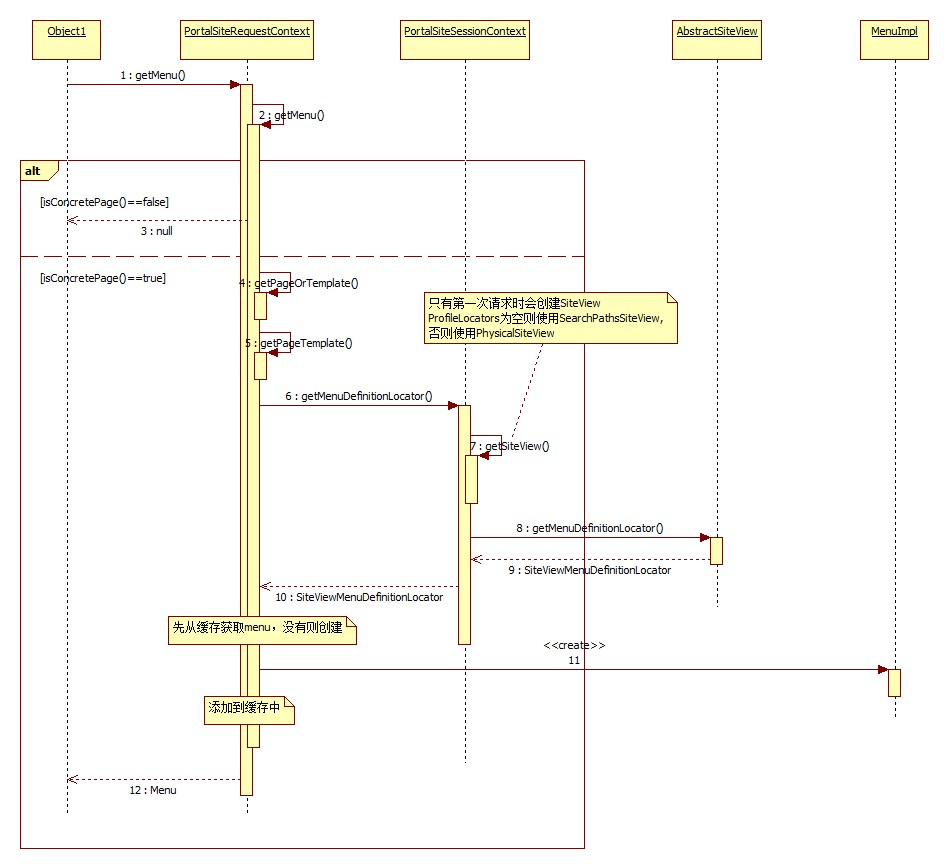 Object1
PortalSiteRequestContext
PortalSiteSessionContext
AbstractSiteView
MenuImpl
1 : getMenu()
2 : getMenu()
alt
[isConcretePage()==false]
3 : null
[isConcretePage()==true]
4 : getPageOrTemplate()
只有第一次请求时会创建SiteView
ProfileLocators为空则使用SearchPathsSiteView,
否则使用PhysicalSiteView
5 : getPageTemplate()
6 : getMenuDefinitionLocator()
7 : getSiteView()
8 : getMenuDefinitionLocator()
9 : SiteViewMenuDefinitionLocator
10 : SiteViewMenuDefinitionLocator
先从缓存获取menu，没有则创建
<<create>>
11
添加到缓存中
12 : Menu